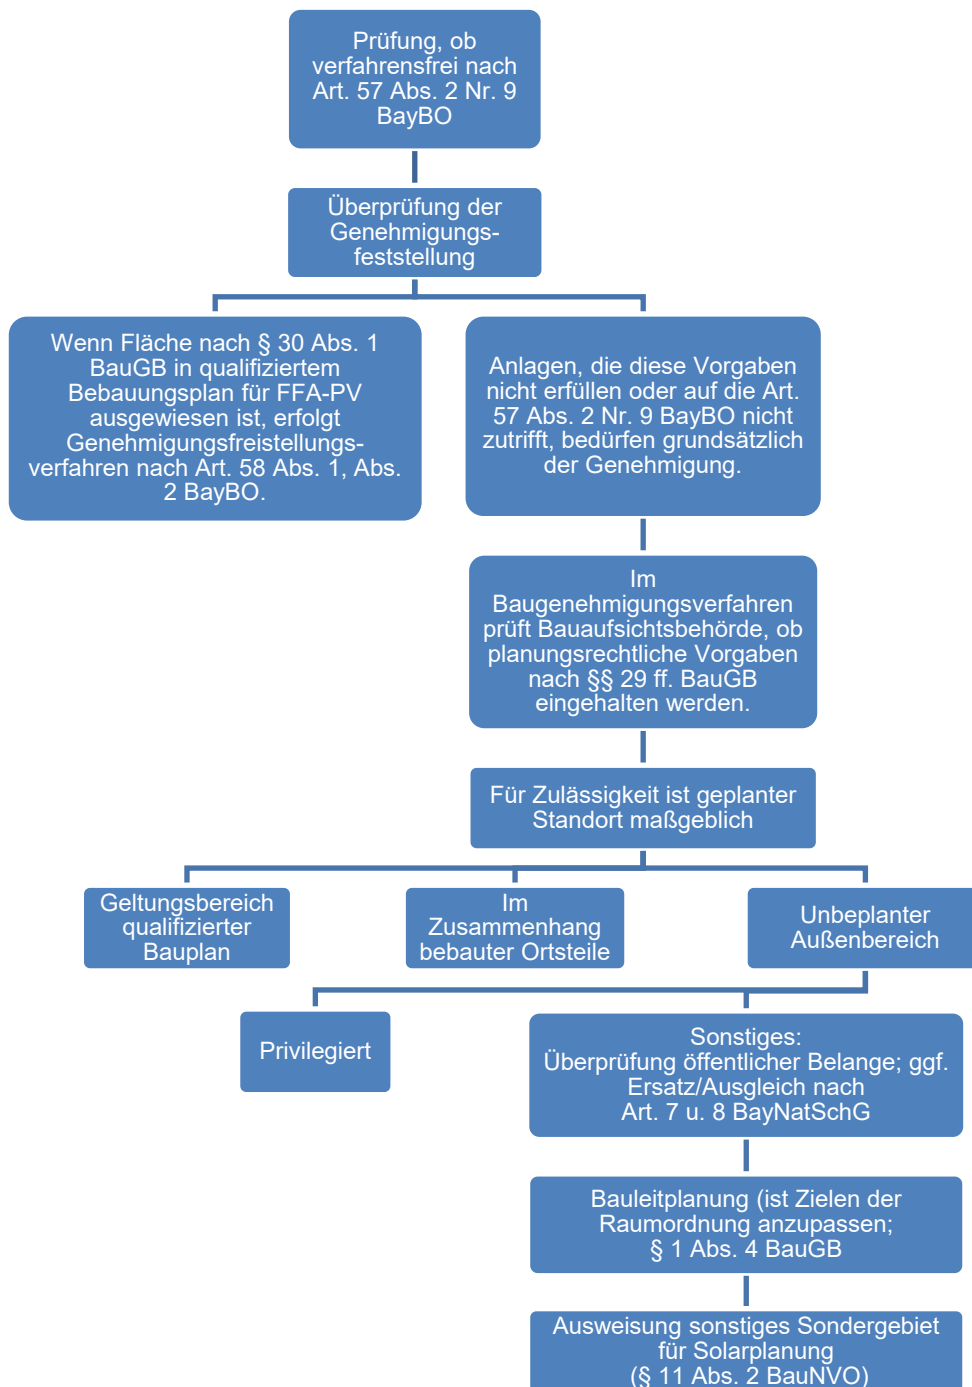 Prüfung, ob
verfahrensfrei nach
Art. 57 Abs. 2 Nr. 9
BayBO
Überprüfung der
Genehmigungs-
feststellung
Wenn Fläche nach § 30 Abs. 1
BauGB in qualifiziertem
Bebauungsplan für FFA-PV
ausgewiesen ist, erfolgt
Genehmigungsfreistellungs-
verfahren nach Art. 58 Abs. 1, Abs.
2 BayBO.
Anlagen, die diese Vorgaben
nicht erfüllen oder auf die Art.
57 Abs. 2 Nr. 9 BayBO nicht
zutrifft, bedürfen grundsätzlich
der Genehmigung.
Im
Baugenehmigungsverfahren
prüft Bauaufsichtsbehörde, ob
planungsrechtliche Vorgaben
nach §§ 29 ff. BauGB
eingehalten werden.
Für Zulässigkeit ist geplanter
Standort maßgeblich
Geltungsbereich
qualifizierter
Bauplan
Im
Zusammenhang
bebauter Ortsteile
Unbeplanter
Außenbereich
Privilegiert
Sonstiges:
Überprüfung öffentlicher Belange; ggf.
Ersatz/Ausgleich nach
Art. 7 u. 8 BayNatSchG
Bauleitplanung (ist Zielen der
Raumordnung anzupassen;
§ 1 Abs. 4 BauGB
Ausweisung sonstiges Sondergebiet
für Solarplanung
(§ 11 Abs. 2 BauNVO)